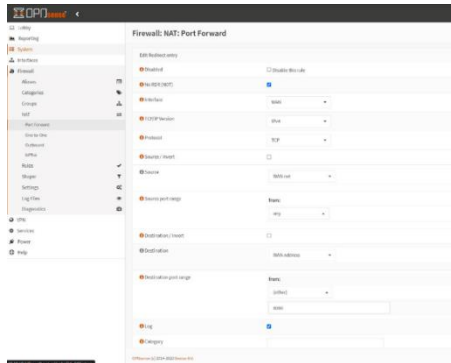 OPNsense
Lobby
Reporting
System
Interfaces
Firewall
Aliases
Categories
Groups
NAT
Port Forward
One to One
Outbound
NPTv6
Rules
Shaper
Settings
Log Files
Diagnostics
VPN
Services
Power
Help
Firewall: NAT: Port Forward
Edit Redirect entry
Disabled
Disable this rule
No RDR (NOT)
Interface
WAN
TCP/IP Version
IPv4
Protocol
TCP
Source / Invert
Source
WAN net
Source port range
from:
any
Destination / Invert
Destination
WAN address
Destination port range
from:
(other)
Log
Category